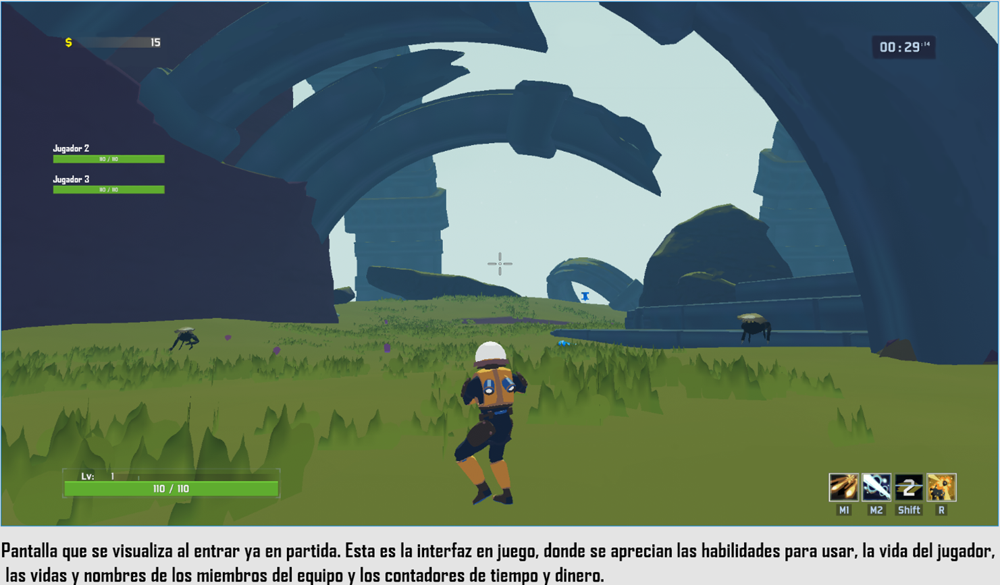 $ 15
00:29:14
Jugador 2
110 / 110
Jugador 3
110 / 110
Lv: 1
110 / 110
2
M1 M2 Shift R
Pantalla que se visualiza al entrar ya en partida. Esta es la interfaz en juego, donde se aprecian las habilidades para usar, la vida del jugador,
las vidas y nombres de los miembros del equipo y los contadores de tiempo y dinero.